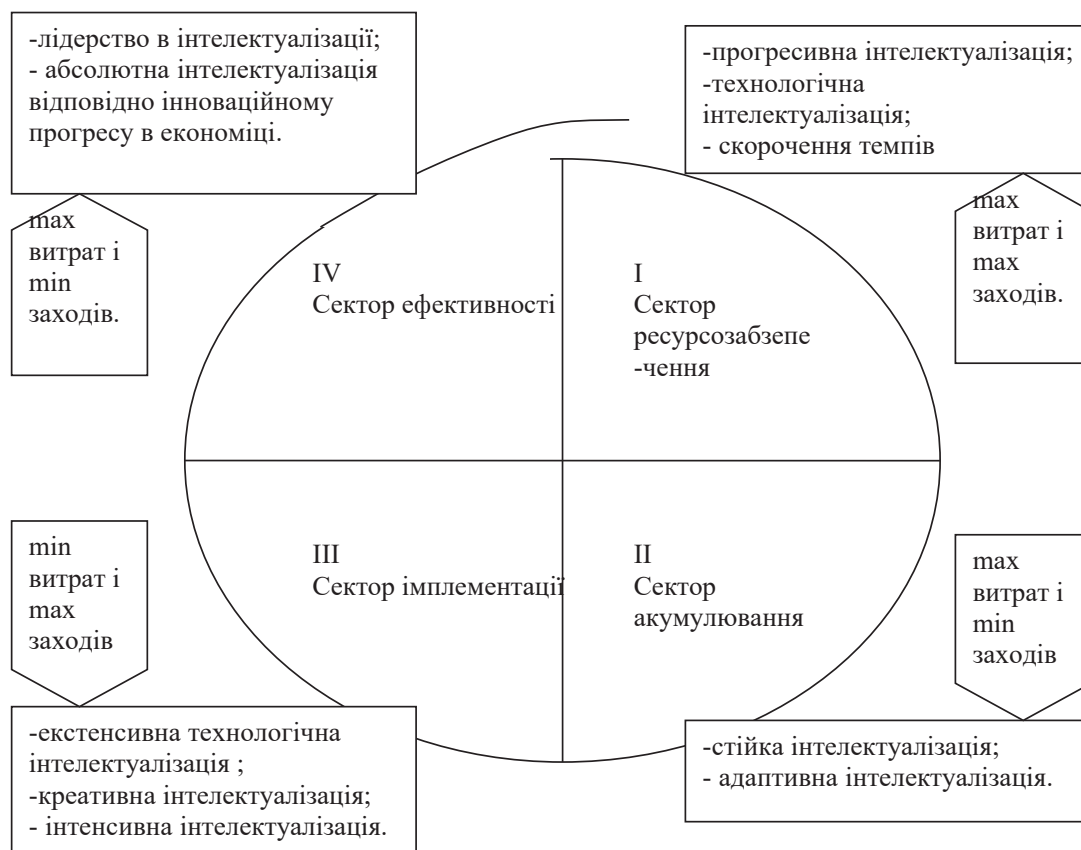 -лідерство в інтелектуалізації;
- абсолютна інтелектуалізація
відповідно інноваційному
прогресу в економіці.
-прогресивна інтелектуалізація;
-технологічна
інтелектуалізація;
- скорочення темпів
max
витрат і
min
заходів.
max
витрат і
max
заходів.
IV
Сектор ефективності
I
Сектор
ресурсозабзепе
-чення
min
витрат і
max
заходів
III
Сектор імплементації
II
Сектор
акумулювання
max
витрат і
min
заходів
-екстенсивна технологічна
інтелектуалізація ;
-креативна інтелектуалізація;
- інтенсивна інтелектуалізація.
-стійка інтелектуалізація;
- адаптивна інтелектуалізація.